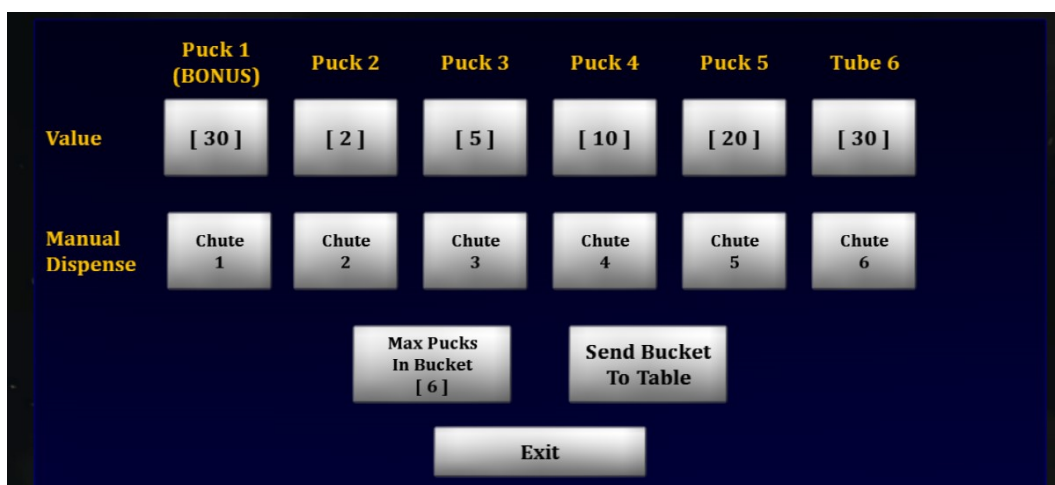 Puck 1
(BONUS)
Puck 2
Puck 3
Puck 4
Puck 5
Tube 6
Value
[ 30 ]
[ 2 ]
[ 5 ]
[ 10 ]
[ 20 ]
[ 30 ]
Manual
Dispense
Chute
1
Chute
2
Chute
3
Chute
4
Chute
5
Chute
6
Max Pucks
In Bucket
[ 6 ]
Send Bucket
To Table
Exit